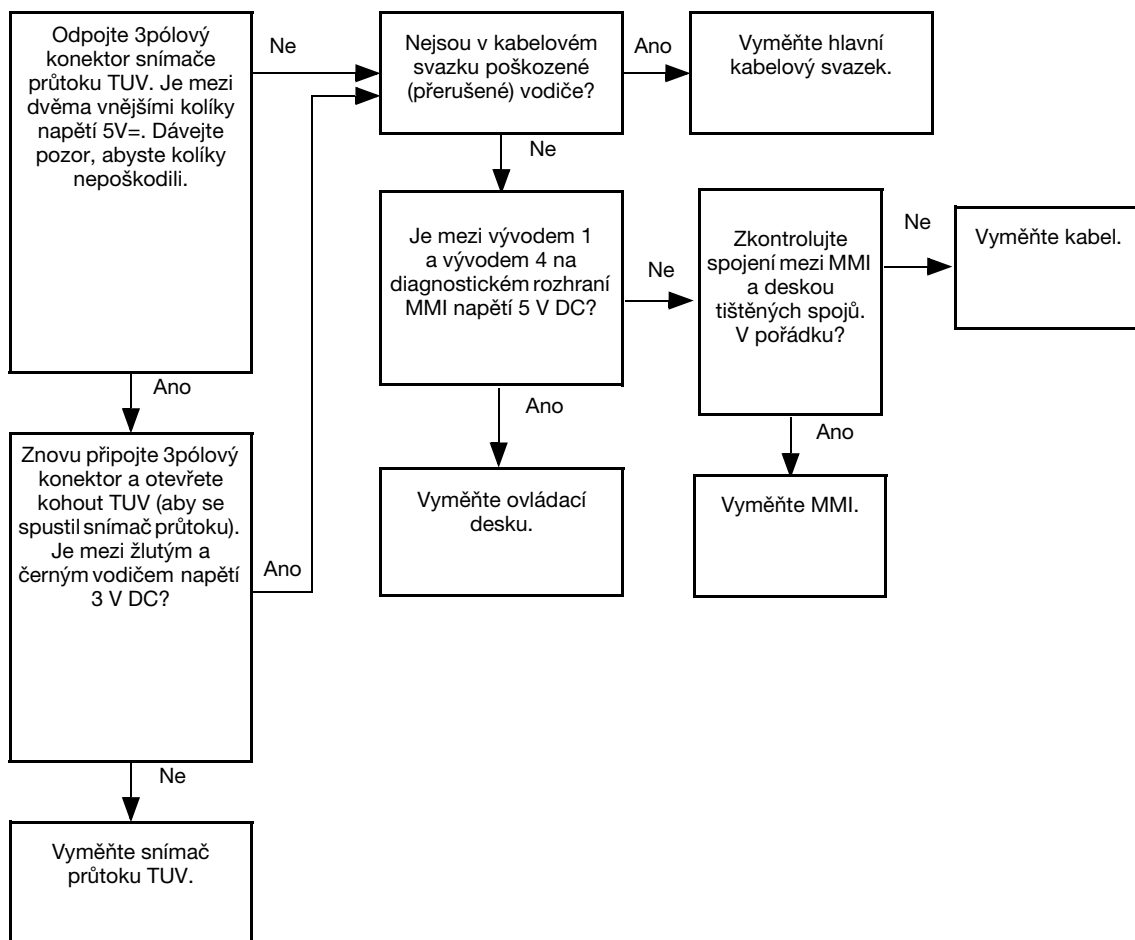 Odpojte 3pólový
konektor snímače
průtoku TUV. Je mezi
dvěma vnějšími kolíky
napětí 5V=. Dávejte
pozor, abyste kolíky
nepoškodili.
Ne
Nejsou v kabelovém
svazku poškozené
(přerušené) vodiče?
Ano
Vyměňte hlavní
kabelový svazek.
Ne
Je mezi vývodem 1
a vývodem 4 na
diagnostickém rozhraní
MMI napětí 5 V DC?
Ne
Zkontrolujte
spojení mezi MMI
a deskou
tištěných spojů.
V pořádku?
Ne
Vyměňte kabel.
Ano
Znovu připojte 3pólový
konektor a otevřete
kohout TUV (aby se
spustil snímač průtoku).
Je mezi žlutým a
černým vodičem napětí
3 V DC?
Ano
Ano
Vyměňte ovládací
desku.
Ano
Vyměňte MMI.
Ne
Vyměňte snímač
průtoku TUV.